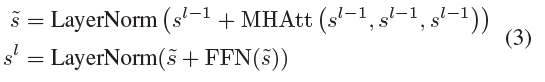 s̃ = LayerNorm (s^{l−1} + MHAtt (s^{l−1}, s^{l−1}, s^{l−1}))
s^l = LayerNorm(s̃ + FFN(s̃))
(3)